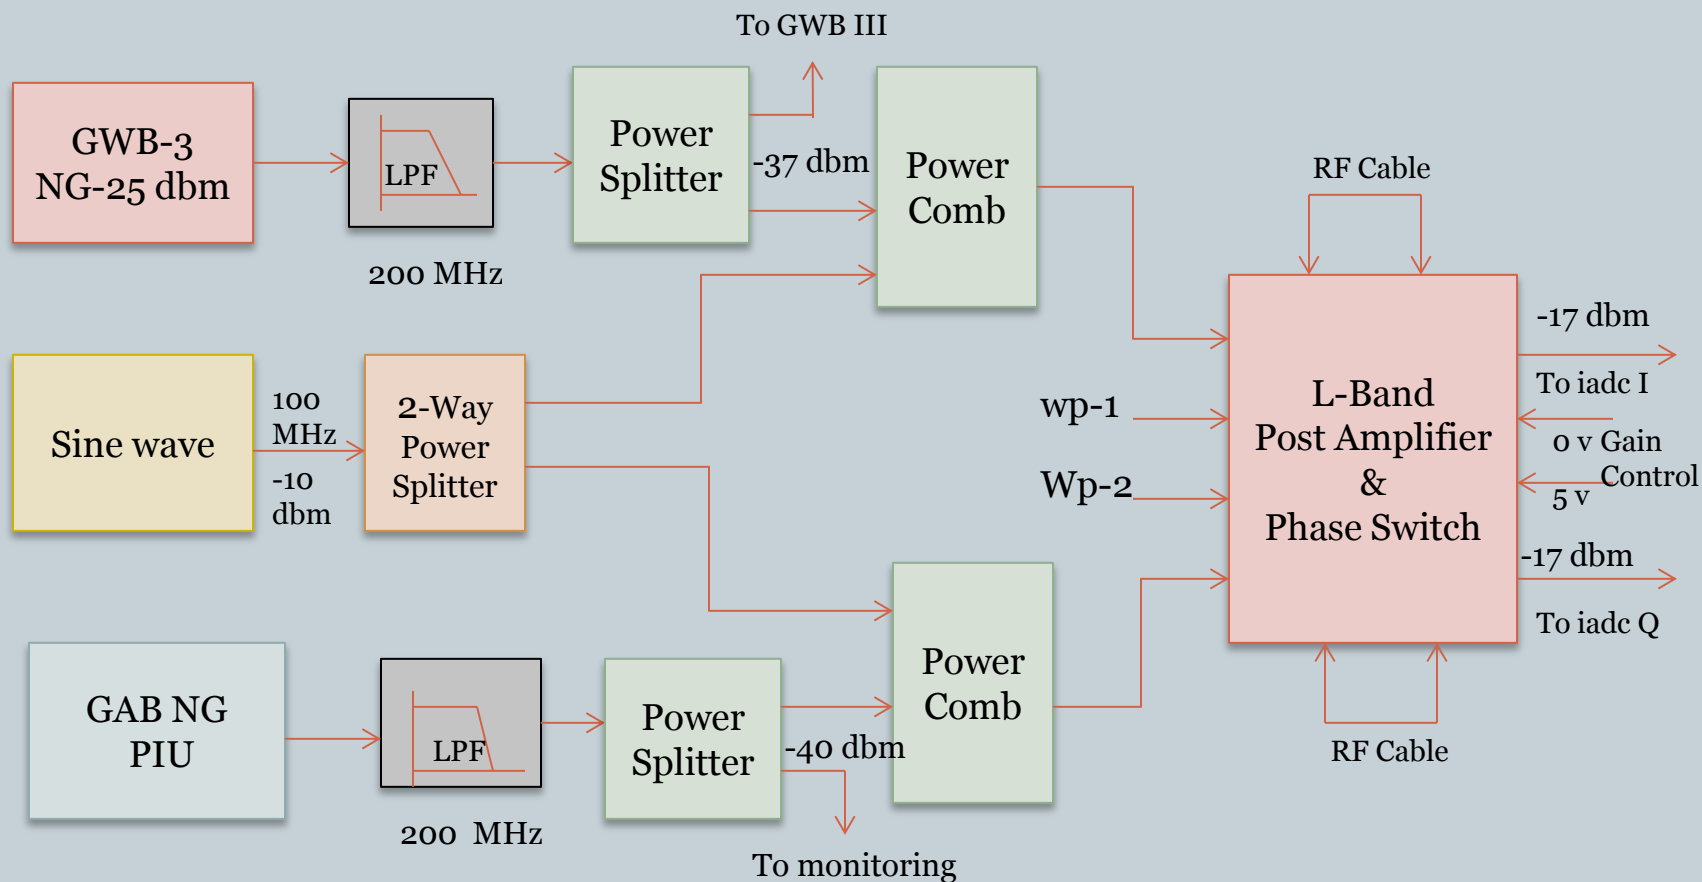 To GWB III
GWB-3
NG-25 dbm
LPF
200 MHz
Power
Splitter
-37 dbm
Power
Comb
RF Cable
Sine wave
100
MHz
-10
dbm
2-Way
Power
Splitter
wp-1
Wp-2
L-Band
Post Amplifier
&
Phase Switch
-17 dbm
To iadc I
0 v Gain
Control
5 v
-17 dbm
To iadc Q
RF Cable
GAB NG
PIU
LPF
200 MHz
Power
Splitter
-40 dbm
Power
Comb
To monitoring